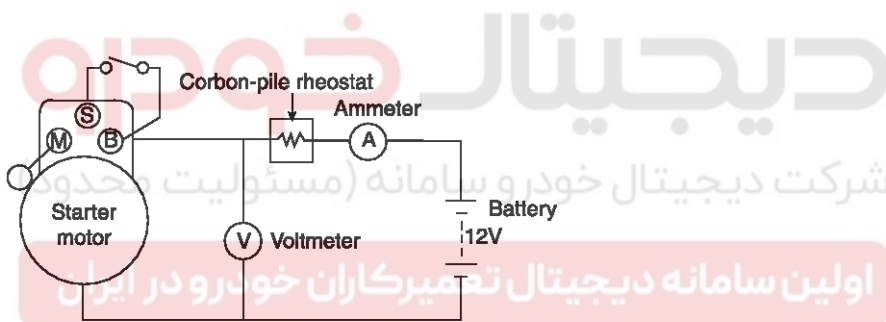 دیجیتال خودرو
Corbon-pile rheostat
Ammeter
S
M
B
A
شرکت دیجیتال خودرو سامانه (مسئولیت محدود)
Starter
motor
V Voltmeter
Battery
12V
اولین سامانه دیجیتال تعمیرکاران خودرو در ایران